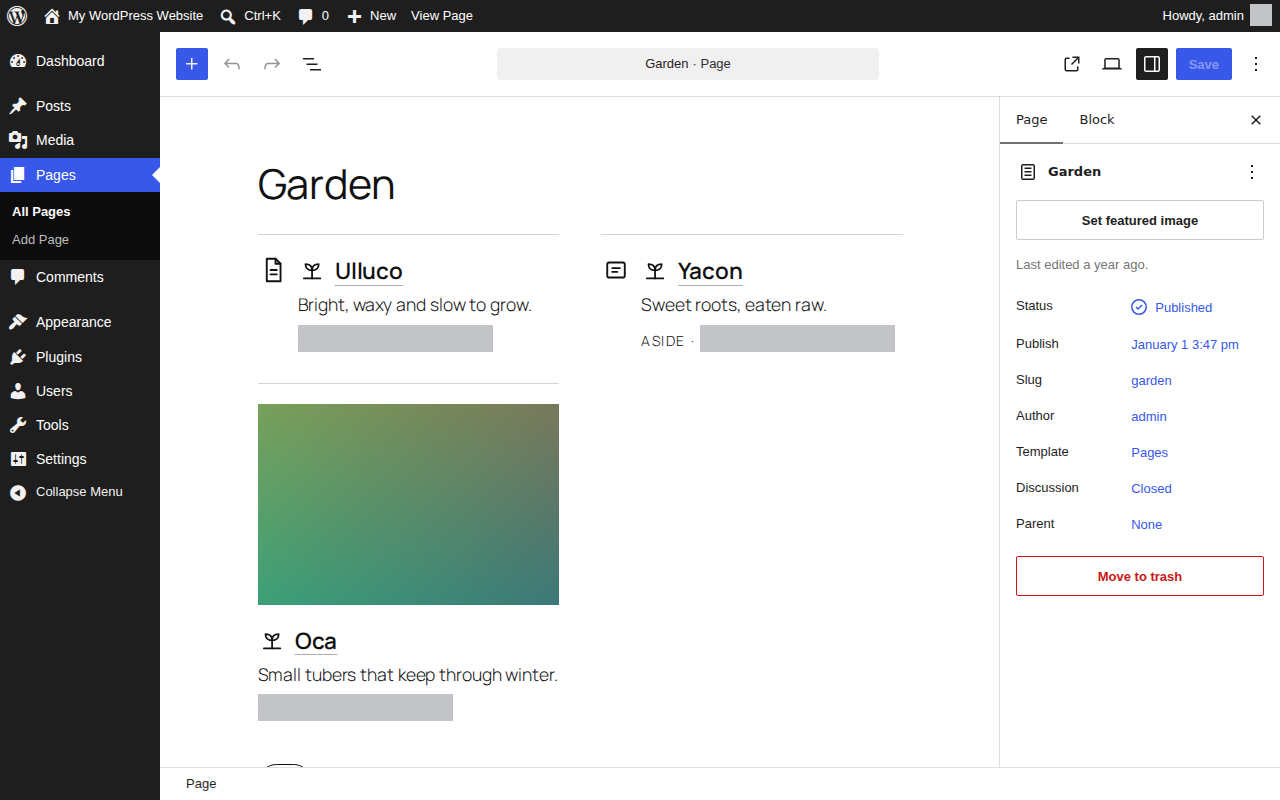 My WordPress Website
Ctrl+K
0
New
View Page
Howdy, admin
Dashboard
Posts
Media
Pages
All Pages
Add Page
Comments
Appearance
Plugins
Users
Tools
Settings
Collapse Menu
Garden · Page
Save
Garden
Ulluco
Bright, waxy and slow to grow.
Yacon
Sweet roots, eaten raw.
ASIDE ·
Oca
Small tubers that keep through winter.
Page
Block
Garden
Set featured image
Last edited a year ago.
Status Published
Publish January 1 3:47 pm
Slug garden
Author admin
Template Pages
Discussion Closed
Parent None
Move to trash
Page